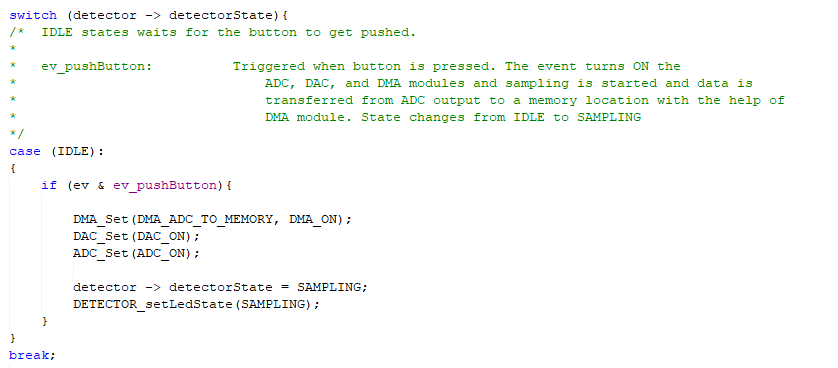 switch (detector -> detectorState){
/*  IDLE states waits for the button to get pushed.
*
*   ev_pushButton:          Triggered when button is pressed. The event turns ON the
*                               ADC, DAC, and DMA modules and sampling is started and data is
*                               transferred from ADC output to a memory location with the help of
*                               DMA module. State changes from IDLE to SAMPLING
*/
case (IDLE):
{
    if (ev & ev_pushButton){
        DMA_Set(DMA_ADC_TO_MEMORY, DMA_ON);
        DAC_Set(DAC_ON);
        ADC_Set(ADC_ON);
        detector -> detectorState = SAMPLING;
        DETECTOR_setLedState(SAMPLING);
    }
}
break;